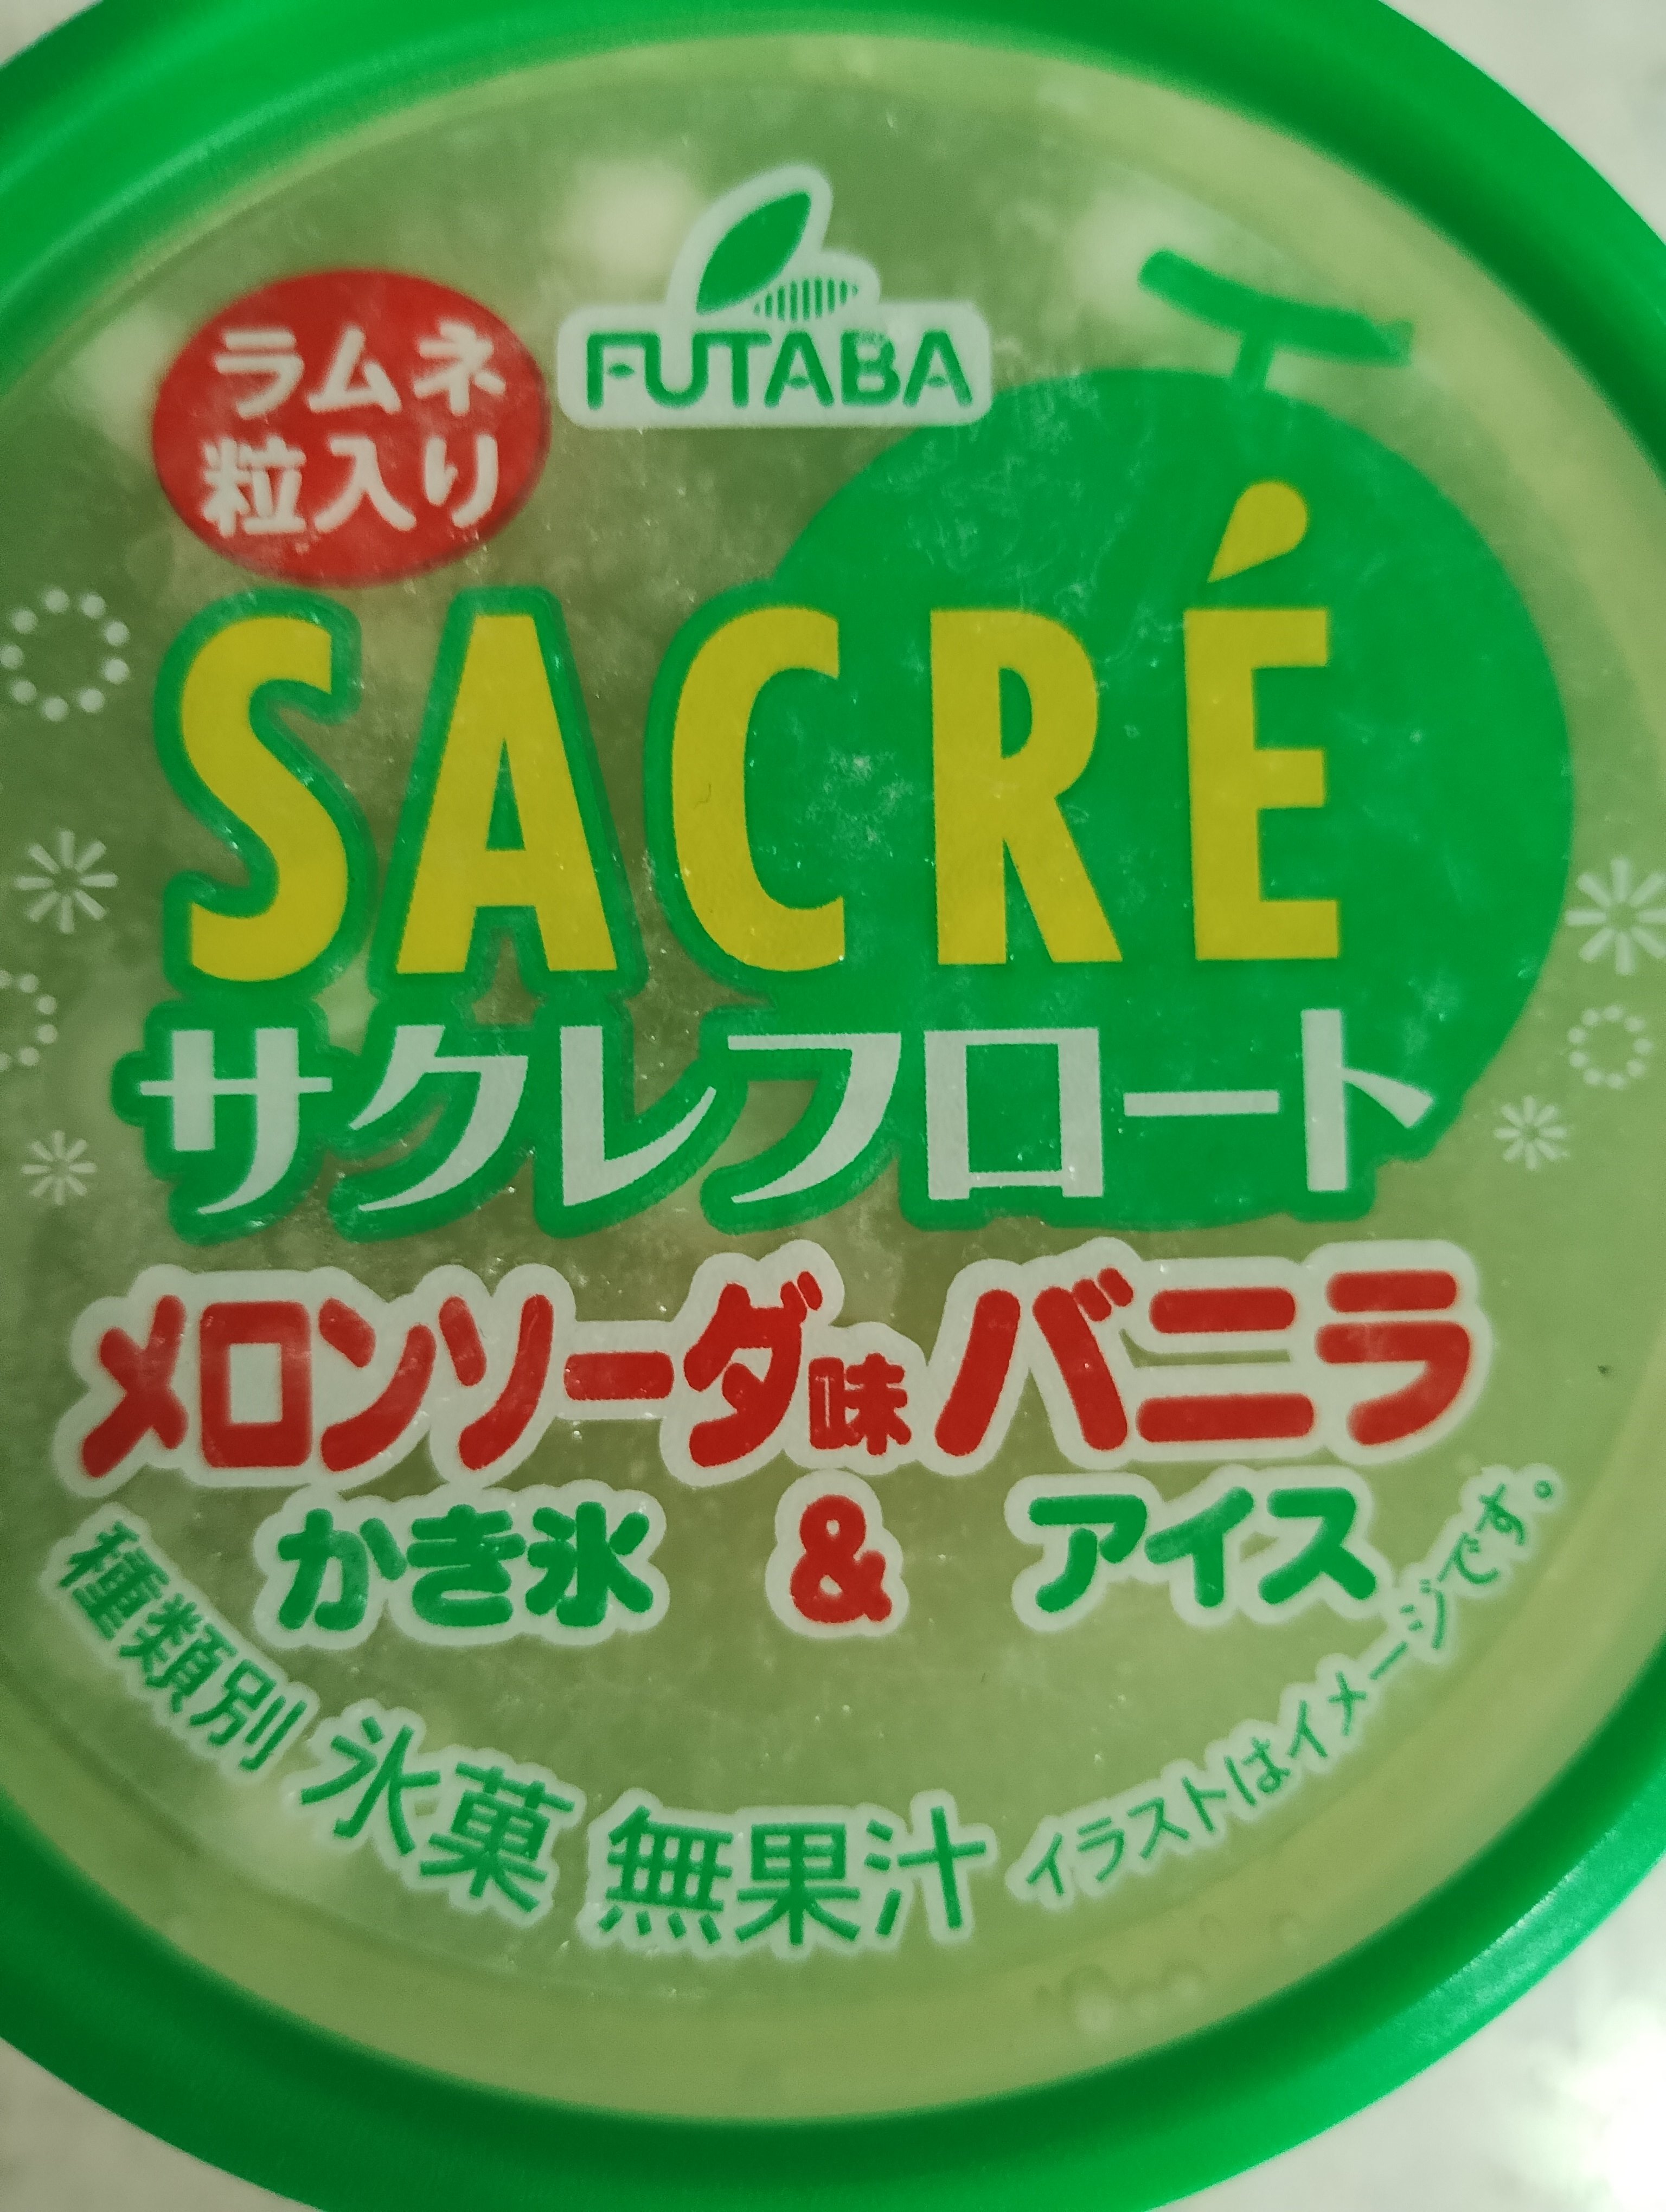 FUTABA
ラムネ
粒入り
SACRÉ
サクレフロート
メロンソーダ味バニラ
かき氷 & アイス
種類別 氷菓 無果汁 イラストはイメージです。